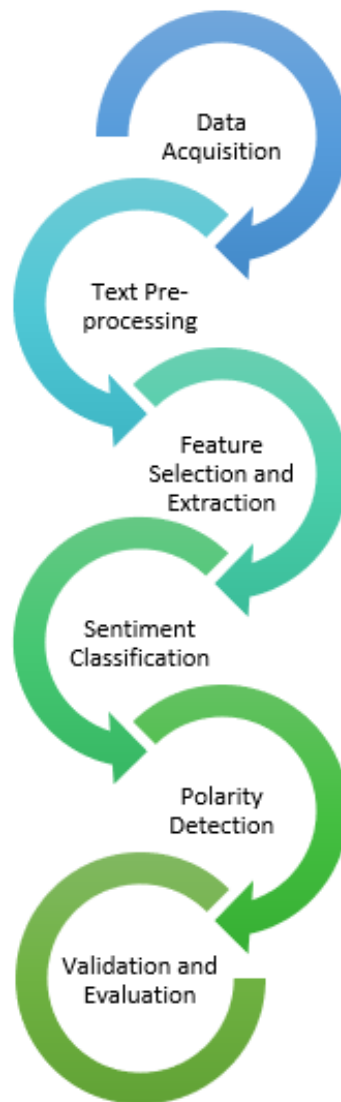 Data
Acquisition
Text Pre-
processing
Feature
Selection and
Extraction
Sentiment
Classification
Polarity
Detection
Validation and
Evaluation